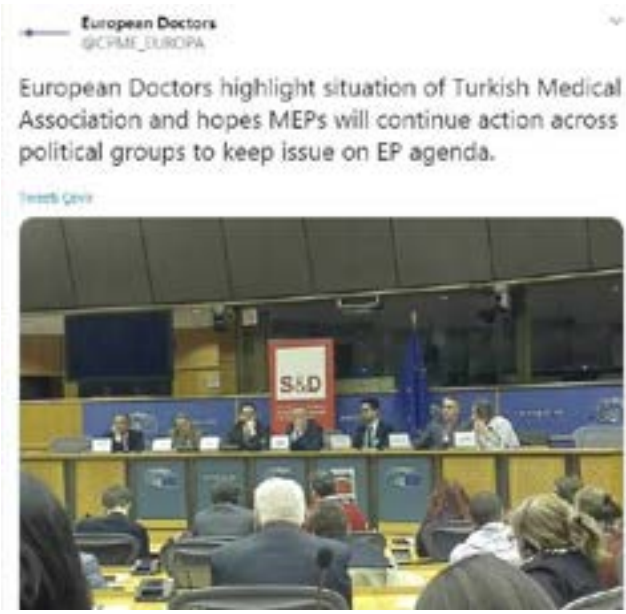 European Doctors
@CPME_EUROPA
European Doctors highlight situation of Turkish Medical
Association and hopes MEPs will continue action across
political groups to keep issue on EP agenda.
Tweeti Çevir
S&D